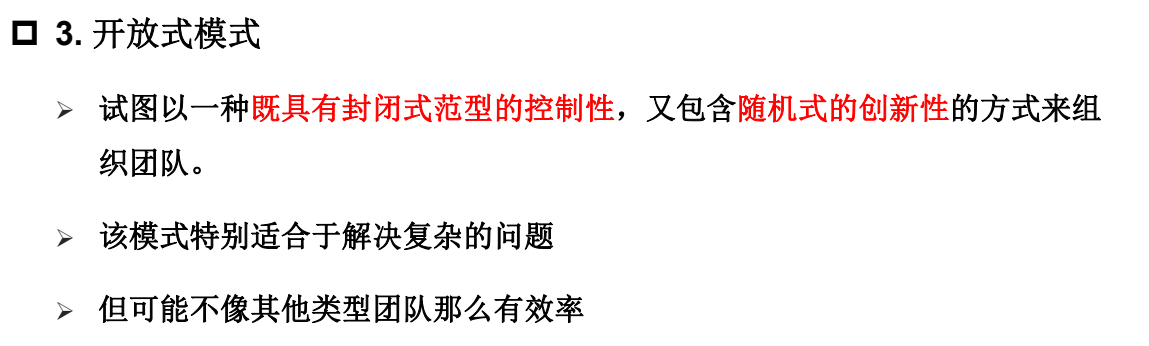 3. 开放式模式
试图以一种既具有封闭式范型的控制性，又包含随机式的创新性的方式来组
织团队。
该模式特别适合于解决复杂的问题
但可能不像其他类型团队那么有效率